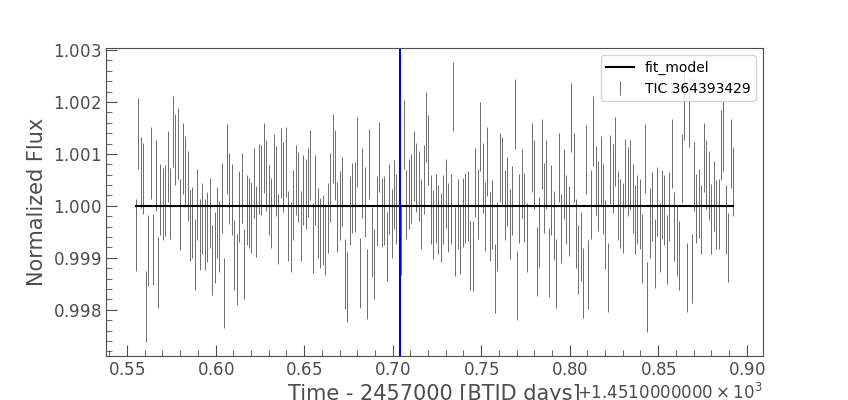 1.003
1.002
1.001
1.000
0.999
0.998
Normalized Flux
fit_model
TIC 364393429
0.55 0.60 0.65 0.70 0.75 0.80 0.85 0.90
Time - 2457000 [BTJD days]
+1.4510000000 × 10³